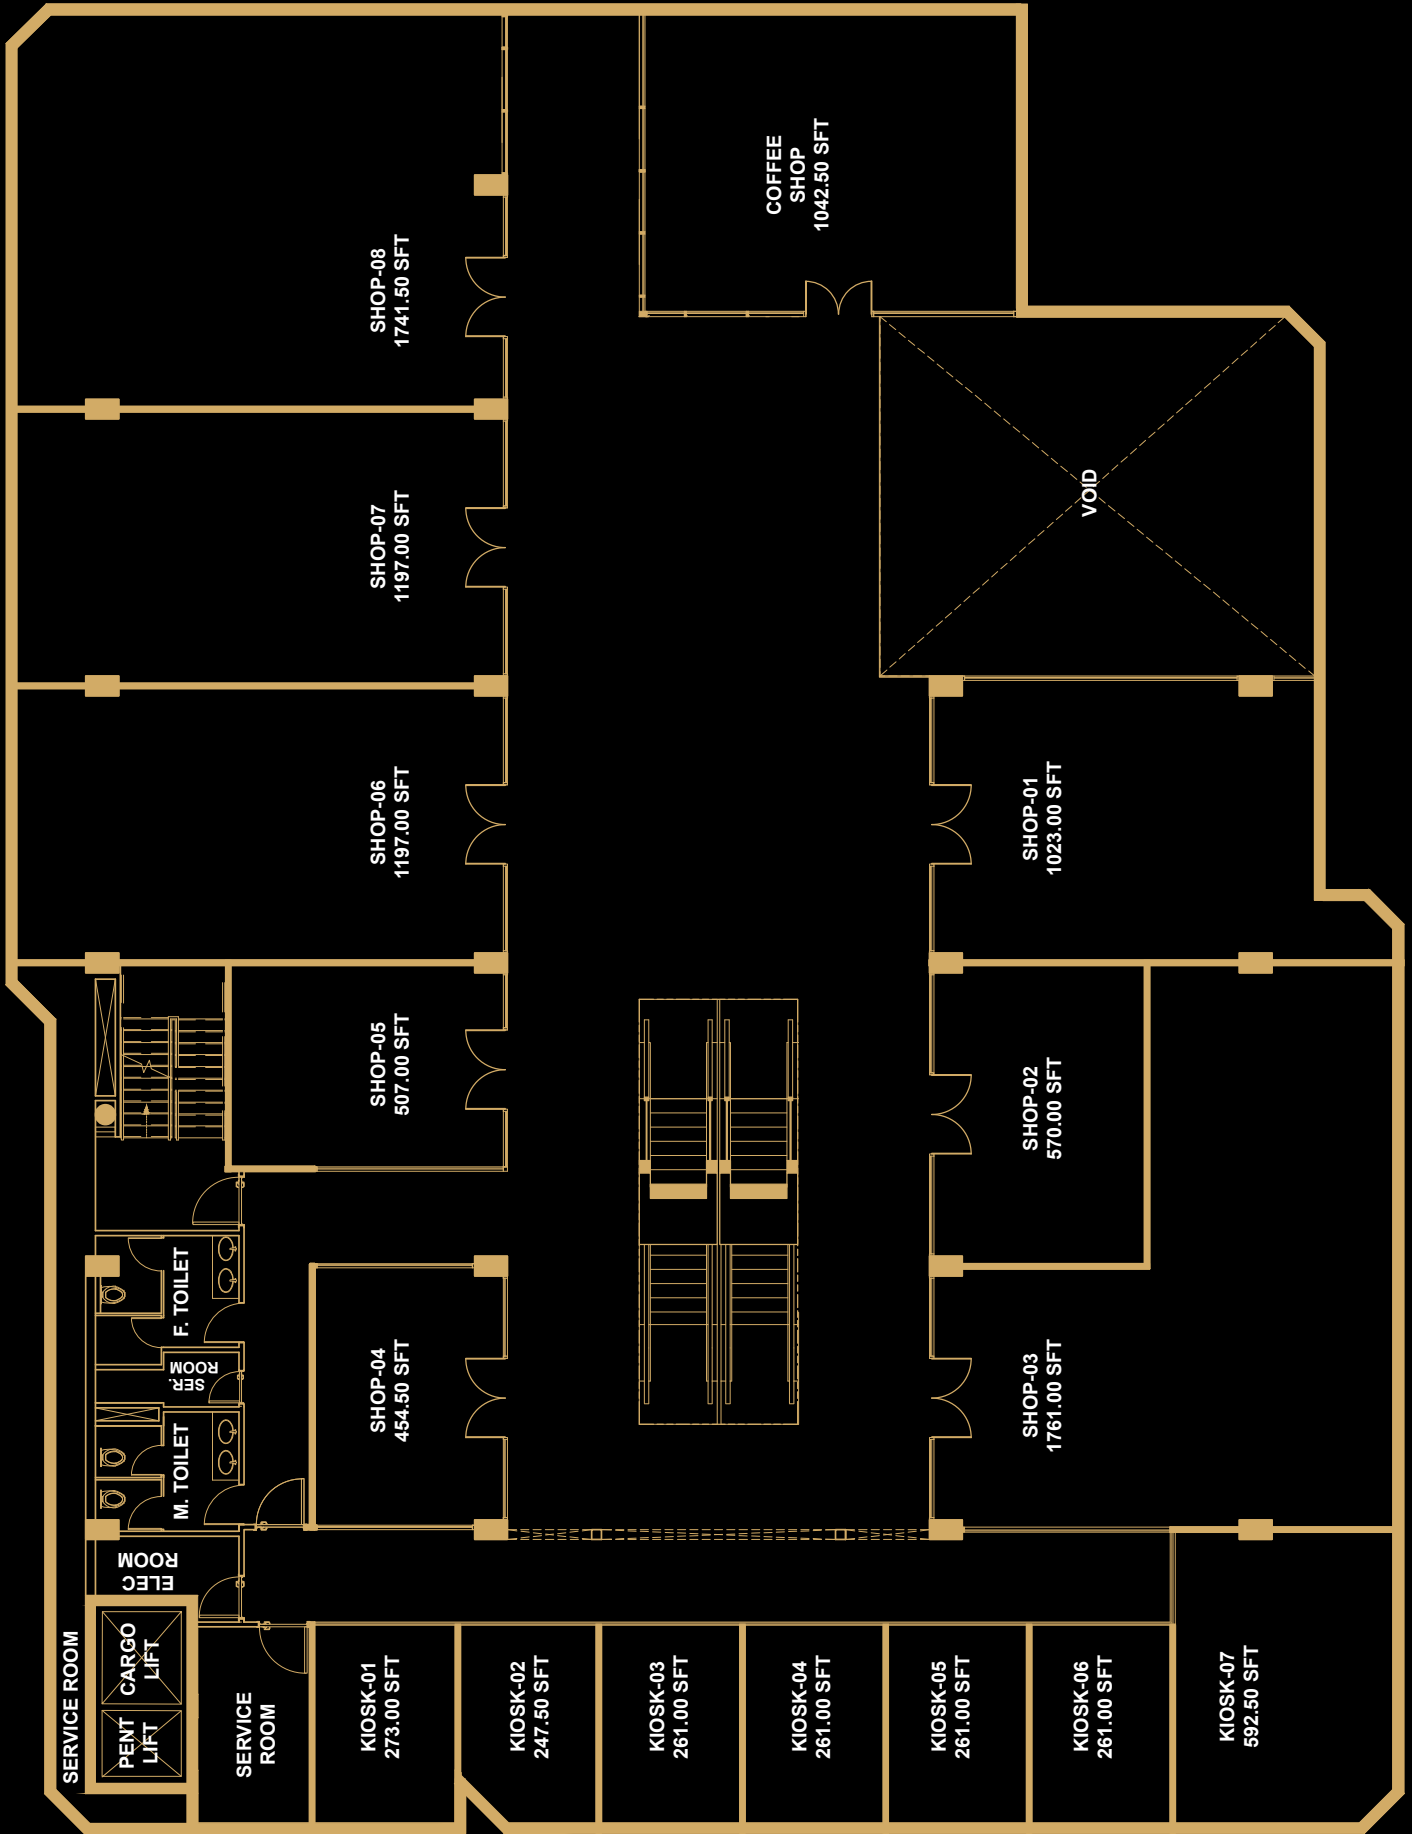 COFFEE
SHOP
1042.50 SFT
SHOP-08
1741.50 SFT
VOID
SHOP-07
1197.00 SFT
SHOP-06
1197.00 SFT
SHOP-01
1023.00 SFT
SHOP-05
507.00 SFT
SHOP-02
570.00 SFT
F. TOILET
SER.
ROOM
M. TOILET
SHOP-04
454.50 SFT
SHOP-03
1761.00 SFT
ELEC
ROOM
SERVICE ROOM
CARGO
LIFT
PENT
LIFT
SERVICE
ROOM
KIOSK-01
273.00 SFT
KIOSK-02
247.50 SFT
KIOSK-03
261.00 SFT
KIOSK-04
261.00 SFT
KIOSK-05
261.00 SFT
KIOSK-06
261.00 SFT
KIOSK-07
592.50 SFT